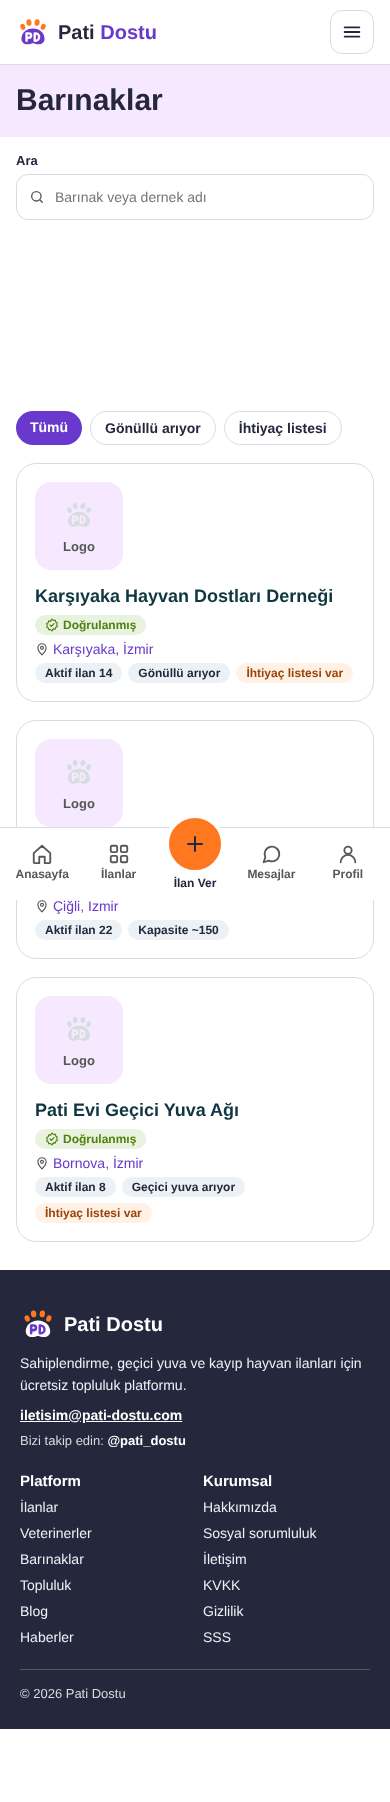 PD Pati Dostu
Barınaklar
Ara
Barınak veya dernek adı
Tümü
Gönüllü arıyor
İhtiyaç listesi
PD
Logo
Karşıyaka Hayvan Dostları Derneği
Doğrulanmış
Karşıyaka, İzmir
Aktif ilan 14
Gönüllü arıyor
İhtiyaç listesi var
PD
Logo
Anasayfa
İlanlar
İlan Ver
Mesajlar
Profil
Çiğli, İzmir
Aktif ilan 22
Kapasite ~150
PD
Logo
Pati Evi Geçici Yuva Ağı
Doğrulanmış
Bornova, İzmir
Aktif ilan 8
Geçici yuva arıyor
İhtiyaç listesi var
PD Pati Dostu
Sahiplendirme, geçici yuva ve kayıp hayvan ilanları için
ücretsiz topluluk platformu.
iletisim@pati-dostu.com
Bizi takip edin: @pati_dostu
Platform
İlanlar
Veterinerler
Barınaklar
Topluluk
Blog
Haberler
Kurumsal
Hakkımızda
Sosyal sorumluluk
İletişim
KVKK
Gizlilik
SSS
© 2026 Pati Dostu